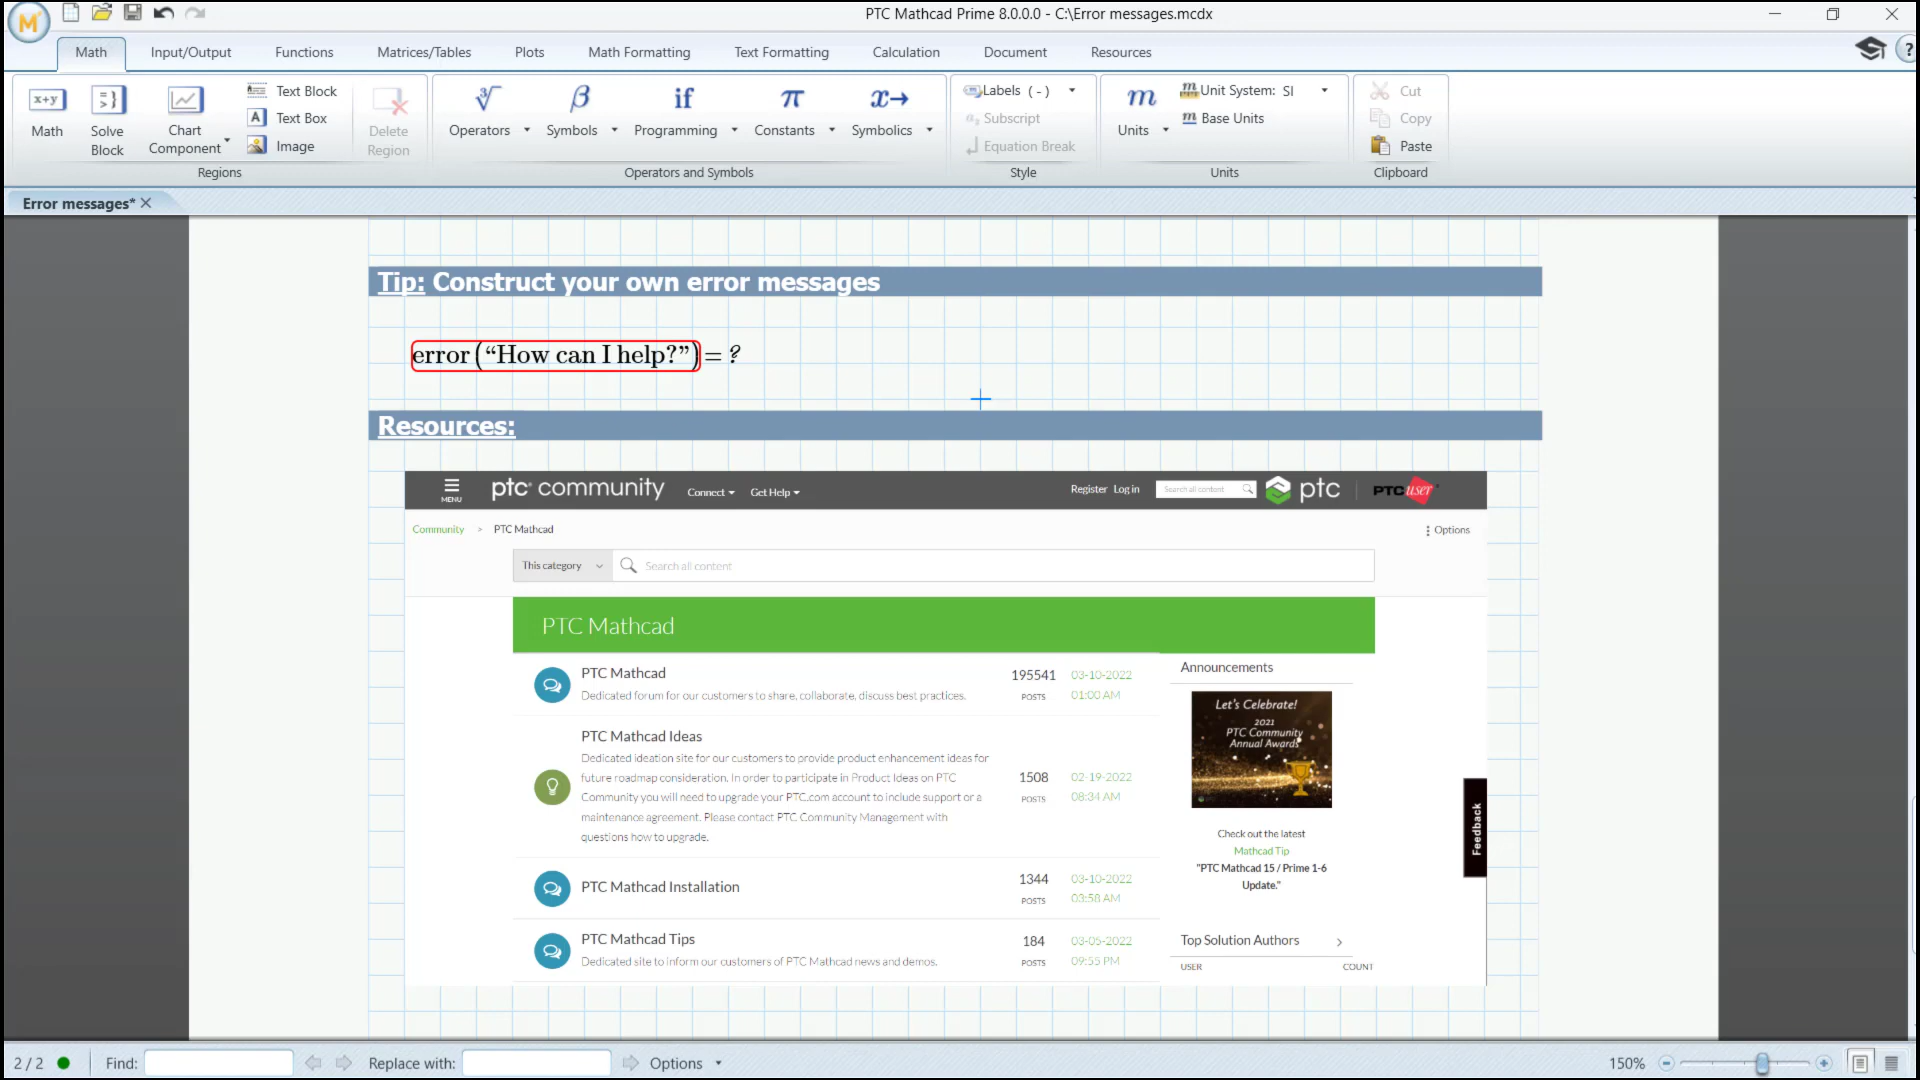 PTC Mathcad Prime 8.0.0.0 - C:\Error messages.mcdx
Math Input/Output Functions Matrices/Tables Plots Math Formatting Text Formatting Calculation Document Resources
Math
Solve Block
Chart Component
Text Block
Text Box
Image
Delete Region
Regions
Operators
Symbols
Programming
Constants
Symbolics
Operators and Symbols
Labels ( - )
Subscript
Equation Break
Style
Units
Unit System: SI
Base Units
Units
Cut
Copy
Paste
Clipboard
Error messages*
Tip: Construct your own error messages
error(“How can I help?”) = ?
Resources:
MENU
ptc community Connect Get Help
Register Log in
Search all content
ptc
PTC user
Community > PTC Mathcad
Options
This category
Search all content
PTC Mathcad
PTC Mathcad
Dedicated forum for our customers to share, collaborate, discuss best practices.
195541
POSTS
03-10-2022
01:00 AM
PTC Mathcad Ideas
Dedicated ideation site for our customers to provide product enhancement ideas for
future roadmap consideration. In order to participate in Product Ideas on PTC
Community you will need to upgrade your PTC.com account to include support or a
maintenance agreement. Please contact PTC Community Management with
questions how to upgrade.
1508
POSTS
02-19-2022
08:34 AM
PTC Mathcad Installation
1344
POSTS
03-10-2022
03:58 AM
PTC Mathcad Tips
Dedicated site to inform our customers of PTC Mathcad news and demos.
184
POSTS
03-05-2022
09:55 PM
Announcements
Let's Celebrate!
2021
PTC Community
Annual Awards
Check out the latest
Mathcad Tip
"PTC Mathcad 15 / Prime 1-6
Update."
Top Solution Authors
USER COUNT
Feedback
2 / 2 Find: Replace with: Options 150%